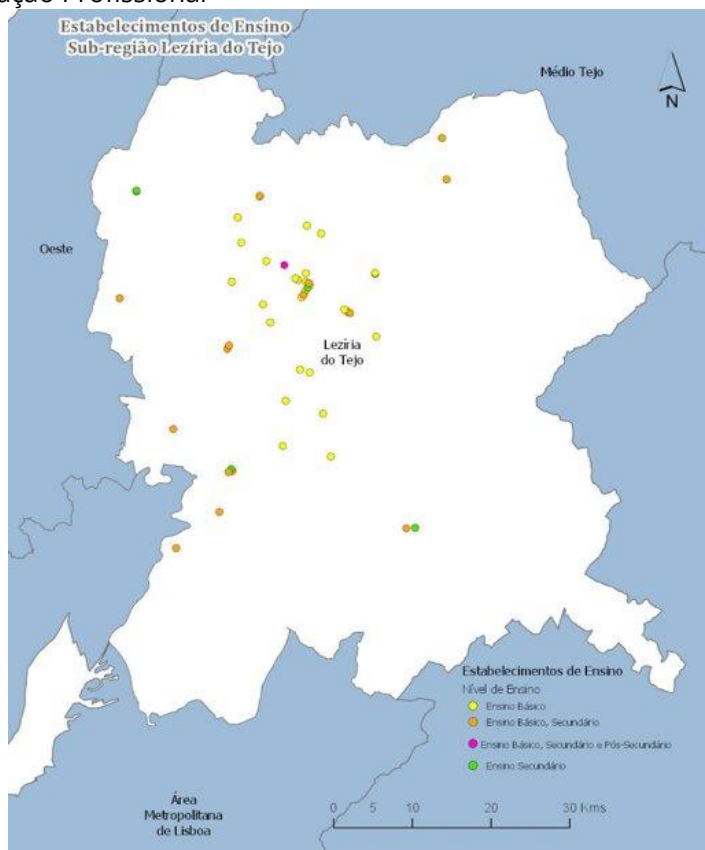 ação Profissional
Estabelecimentos de Ensino
Sub-região Lezíria do Tejo
Médio Tejo
N
Oeste
Lezíria
do Tejo
Estabelecimentos de Ensino
Nível de Ensino
Ensino Básico
Ensino Básico, Secundário
Ensino Básico, Secundário e Pós-Secundário
Ensino Secundário
Área
Metropolitana
de Lisboa
0 5 10 20 30 Kms